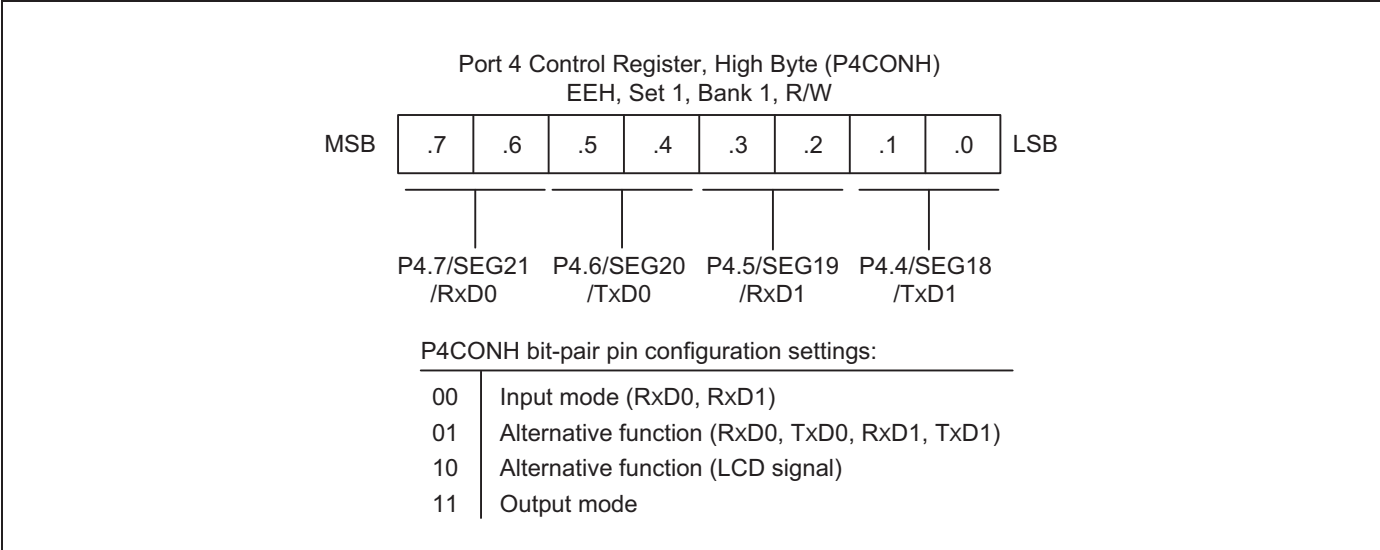 Port 4 Control Register, High Byte (P4CONH)
EEH, Set 1, Bank 1, R/W
MSB .7 .6 .5 .4 .3 .2 .1 .0 LSB
P4.7/SEG21 P4.6/SEG20 P4.5/SEG19 P4.4/SEG18
/RxD0 /TxD0 /RxD1 /TxD1
P4CONH bit-pair pin configuration settings:
00 Input mode (RxD0, RxD1)
01 Alternative function (RxD0, TxD0, RxD1, TxD1)
10 Alternative function (LCD signal)
11 Output mode